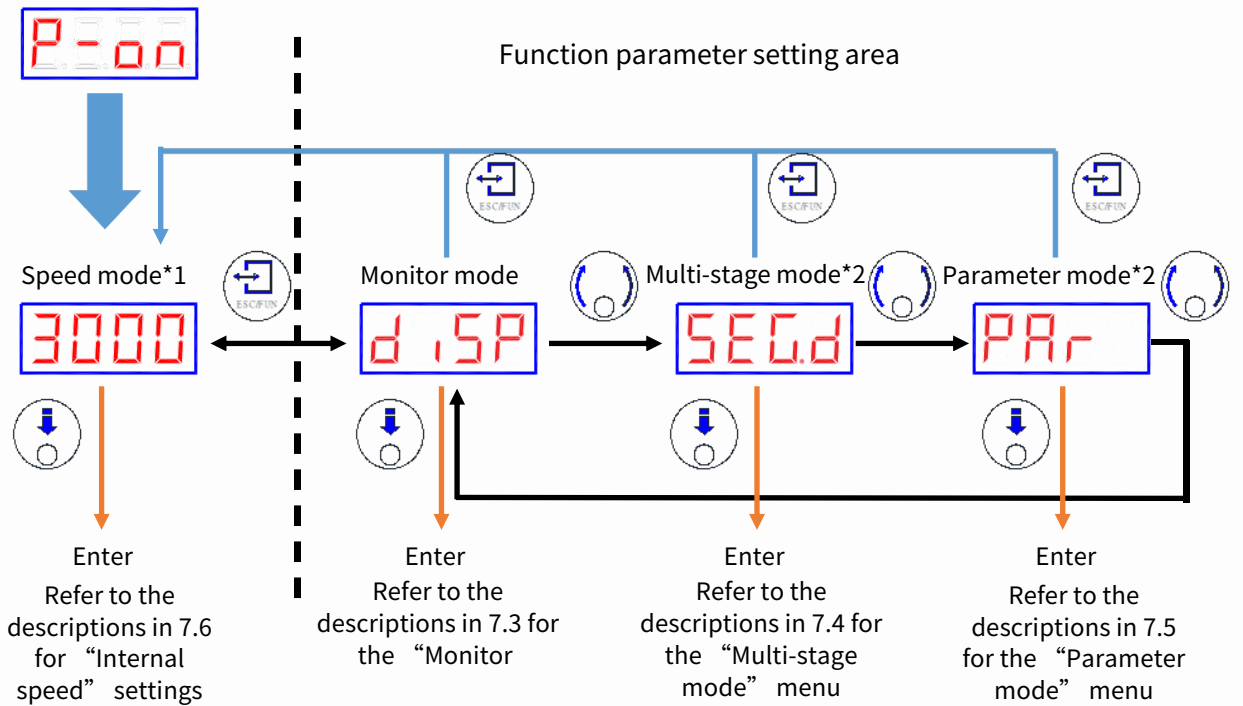 P-on
Function parameter setting area
ESC/FUN
ESC/FUN
ESC/FUN
Speed mode*1
ESC/FUN
Monitor mode
Multi-stage mode*2
Parameter mode*2
3000
diSP
SEG.d
PAr
Enter
Enter
Enter
Enter
Refer to the
descriptions in 7.6
for “Internal
speed” settings
Refer to the
descriptions in 7.3 for
the “Monitor
Refer to the
descriptions in 7.4 for
the “Multi-stage
mode” menu
Refer to the
descriptions in 7.5
for the “Parameter
mode” menu